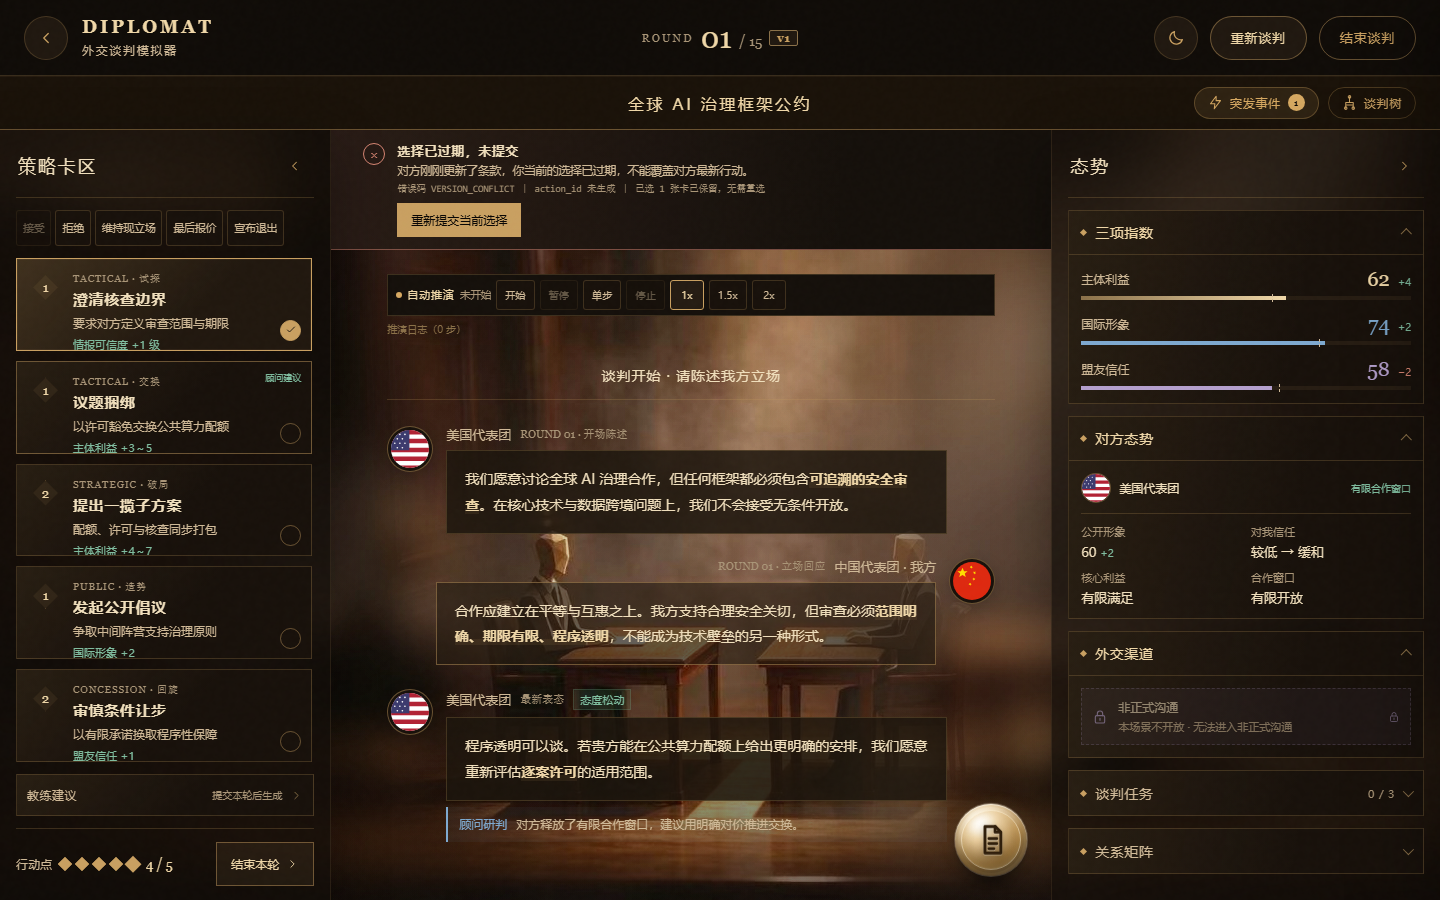 DIPLOMAT
外交谈判模拟器
ROUND 01 / 15 v1
重新谈判
结束谈判
全球 AI 治理框架公约
突发事件 1
谈判树
策略卡区
接受 拒绝 维持现立场 最后报价 宣布退出
1
TACTICAL · 试探
澄清核查边界
要求对方定义审查范围与期限
情报可信度 +1 级
1
TACTICAL · 交换
顾问建议
议题捆绑
以许可豁免交换公共算力配额
主体利益 +3~5
2
STRATEGIC · 破局
提出一揽子方案
配额、许可与核查同步打包
主体利益 +4~7
1
PUBLIC · 造势
发起公开倡议
争取中间阵营支持治理原则
国际形象 +2
2
CONCESSION · 回旋
审慎条件让步
以有限承诺换取程序性保障
盟友信任 +1
教练建议 提交本轮后生成
行动点 4 / 5
结束本轮
选择已过期，未提交
对方刚刚更新了条款，你当前的选择已过期，不能覆盖对方最新行动。
错误码 VERSION_CONFLICT | action_id 未生成 | 已选 1 张卡已保留，无需重选
重新提交当前选择
自动推演 未开始 开始 暂停 单步 停止 1x 1.5x 2x
推演日志（0 步）
谈判开始 · 请陈述我方立场
美国代表团 ROUND 01 · 开场陈述
我们愿意讨论全球 AI 治理合作，但任何框架都必须包含可追溯的安全审
查。在核心技术与数据跨境问题上，我们不会接受无条件开放。
ROUND 01 · 立场回应 中国代表团 · 我方
合作应建立在平等与互惠之上。我方支持合理安全关切，但审查必须范围明
确、期限有限、程序透明，不能成为技术壁垒的另一种形式。
美国代表团 最新表态 态度松动
程序透明可以谈。若贵方能在公共算力配额上给出更明确的安排，我们愿意
重新评估逐案许可的适用范围。
顾问研判 对方释放了有限合作窗口，建议用明确对价推进交换。
态势
三项指数
主体利益 62 +4
国际形象 74 +2
盟友信任 58 −2
对方态势
美国代表团 有限合作窗口
公开形象 对我信任
60 +2 较低 → 缓和
核心利益 合作窗口
有限满足 有限开放
外交渠道
非正式沟通
本场景不开放 · 无法进入非正式沟通
谈判任务 0 / 3
关系矩阵